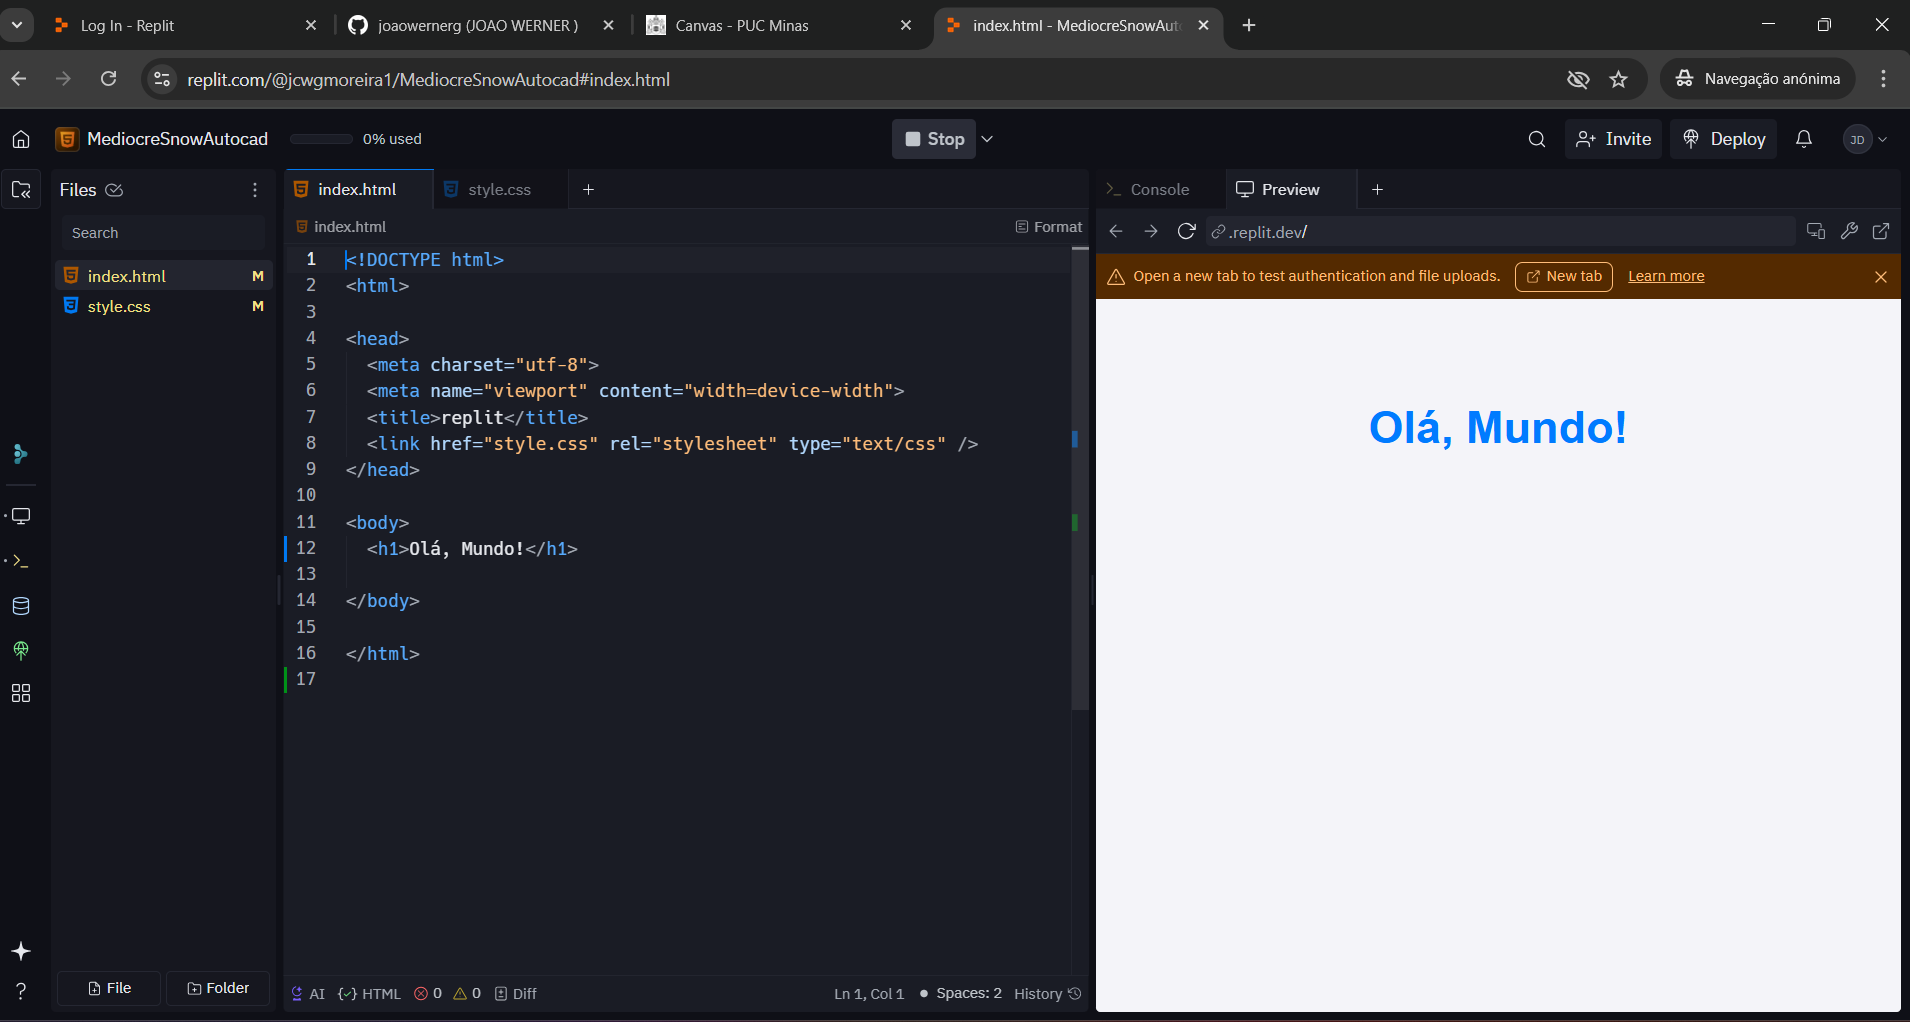 Log In - Replit
joaowernerg (JOAO WERNER )
Canvas - PUC Minas
index.html - MediocreSnowAuto
replit.com/@jcwgmoreira1/MediocreSnowAutocad#index.html
Navegação anónima
MediocreSnowAutocad
0% used
Stop
Invite
Deploy
JD
Files
Search
index.html M
style.css M
File
Folder
index.html
style.css
index.html
Format
1 <!DOCTYPE html>
2 <html>
3
4 <head>
5 <meta charset="utf-8">
6 <meta name="viewport" content="width=device-width">
7 <title>replit</title>
8 <link href="style.css" rel="stylesheet" type="text/css" />
9 </head>
10
11 <body>
12 <h1>Olá, Mundo!</h1>
13
14 </body>
15
16 </html>
17
AI
HTML
0
0
Diff
Ln 1, Col 1
Spaces: 2
History
Console
Preview
.replit.dev/
Open a new tab to test authentication and file uploads.
New tab
Learn more
Olá, Mundo!